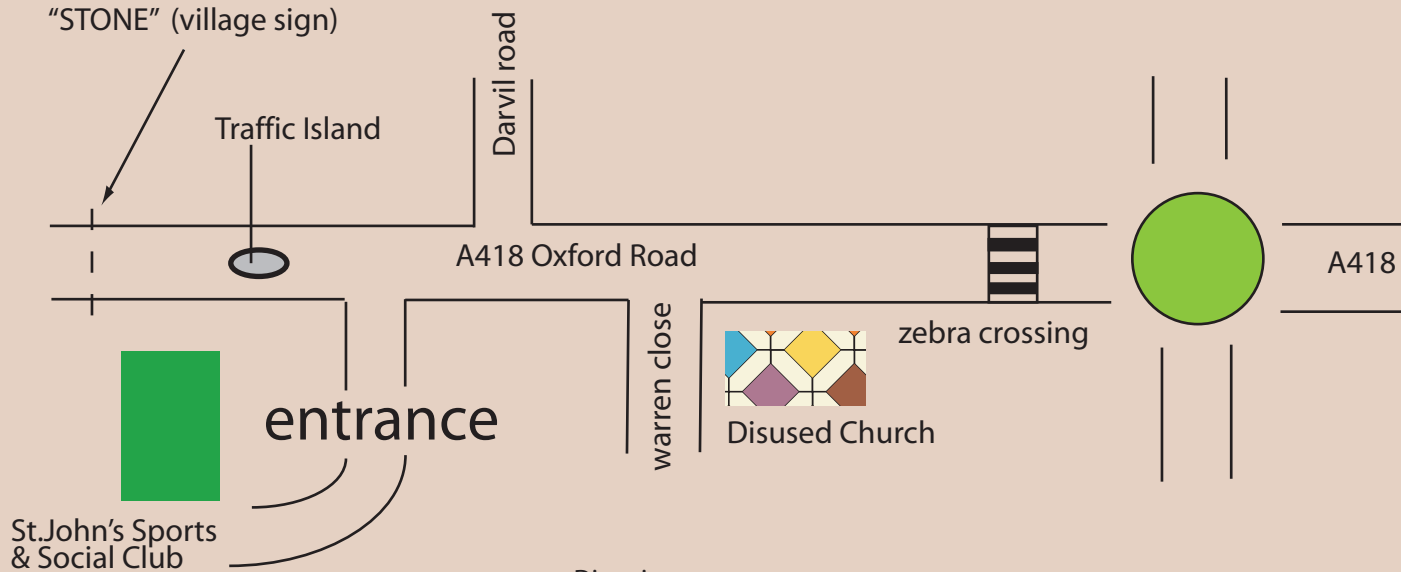 “STONE” (village sign)
Darvil road
Traffic Island
A418 Oxford Road
A418
warren close
zebra crossing
entrance
Disused Church
St.John’s Sports
& Social Club